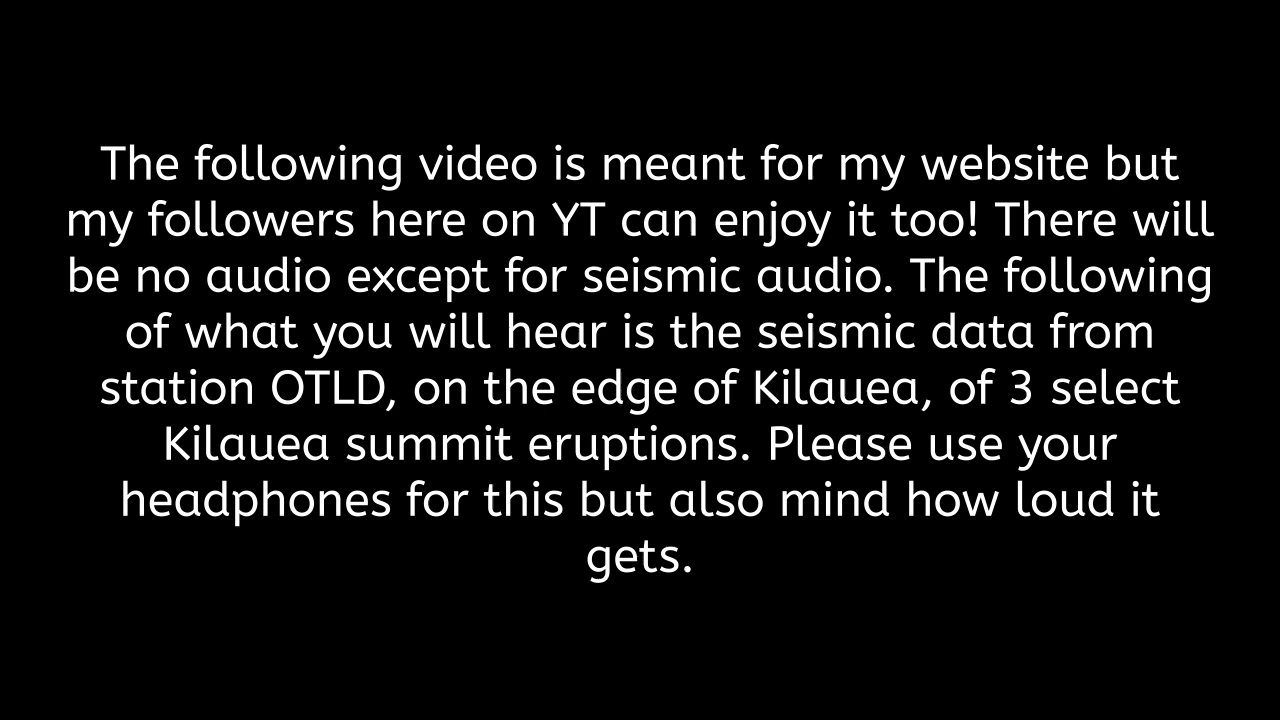 The following video is meant for my website but
my followers here on YT can enjoy it too! There will
be no audio except for seismic audio. The following
of what you will hear is the seismic data from
station OTLD, on the edge of Kilauea, of 3 select
Kilauea summit eruptions. Please use your
headphones for this but also mind how loud it
gets.